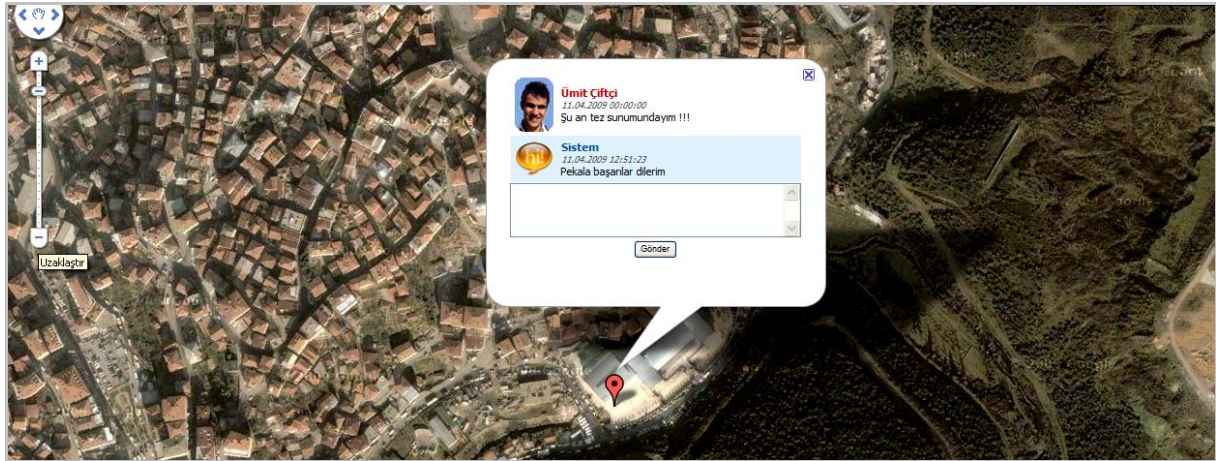 Ümit Çiftçi
11.04.2009 00:00:00
Şu an tez sunumundayım !!!
hi!
Sistem
11.04.2009 12:51:23
Pekala başarılar dilerim
Gönder
Uzaklaştır